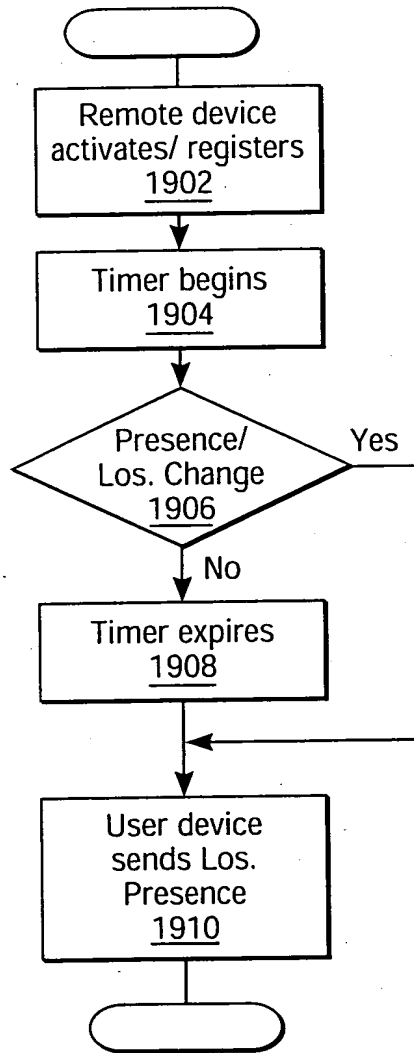 Remote device
activates/ registers
1902
Timer begins
1904
Presence/
Los. Change
1906
Yes
No
Timer expires
1908
User device
sends Los.
Presence
1910